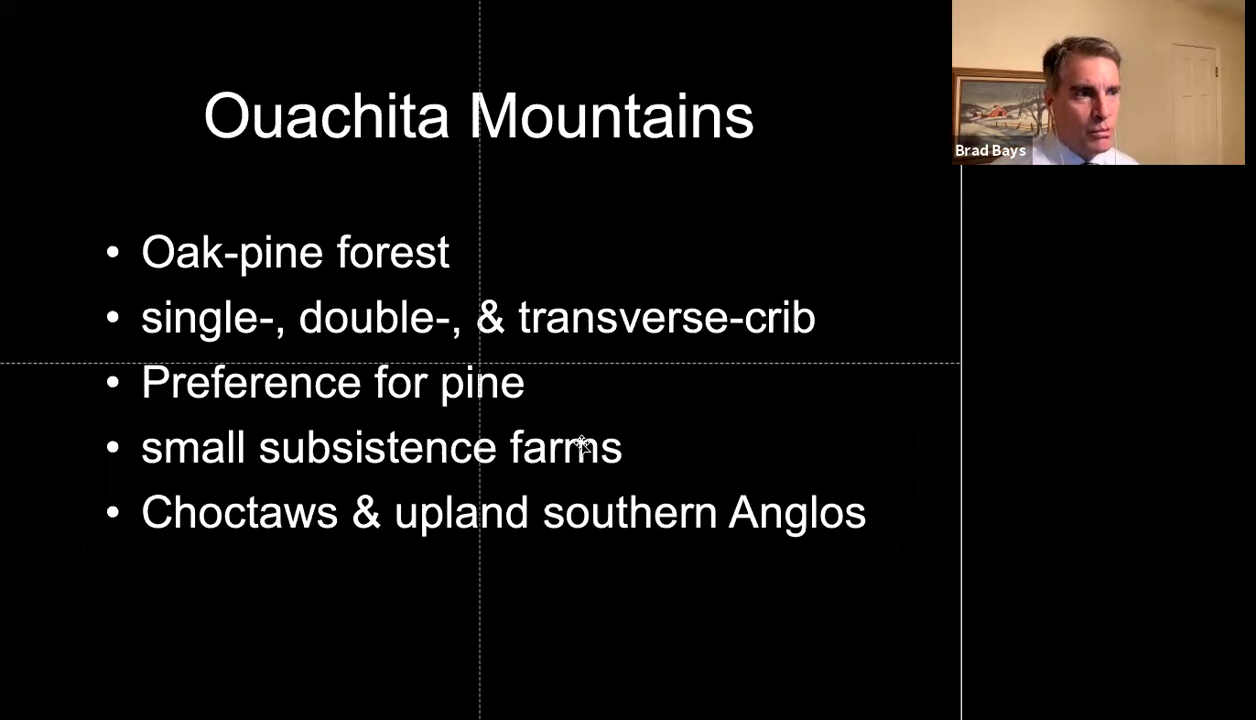 Ouachita Mountains
• Oak-pine forest
• single-, double-, & transverse-crib
• Preference for pine
• small subsistence farms
• Choctaws & upland southern Anglos
Brad Bays